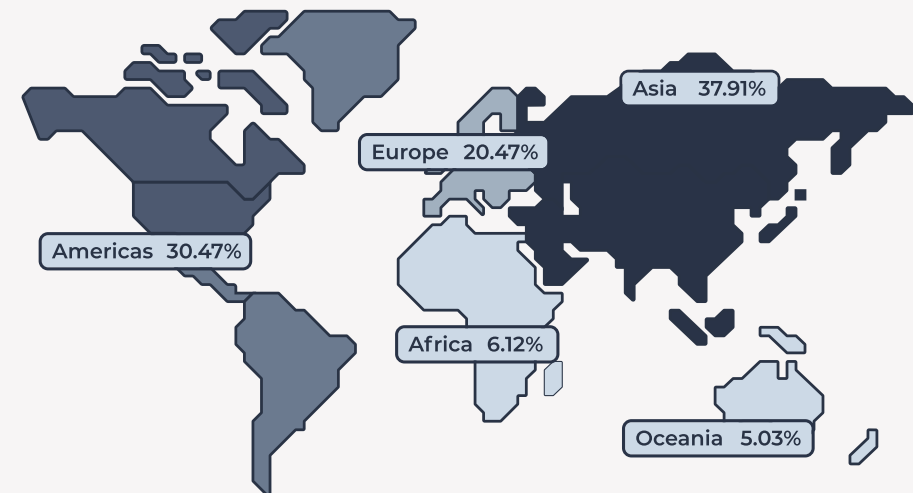 Asia 37.91%
Europe 20.47%
Americas 30.47%
Africa 6.12%
Oceania 5.03%